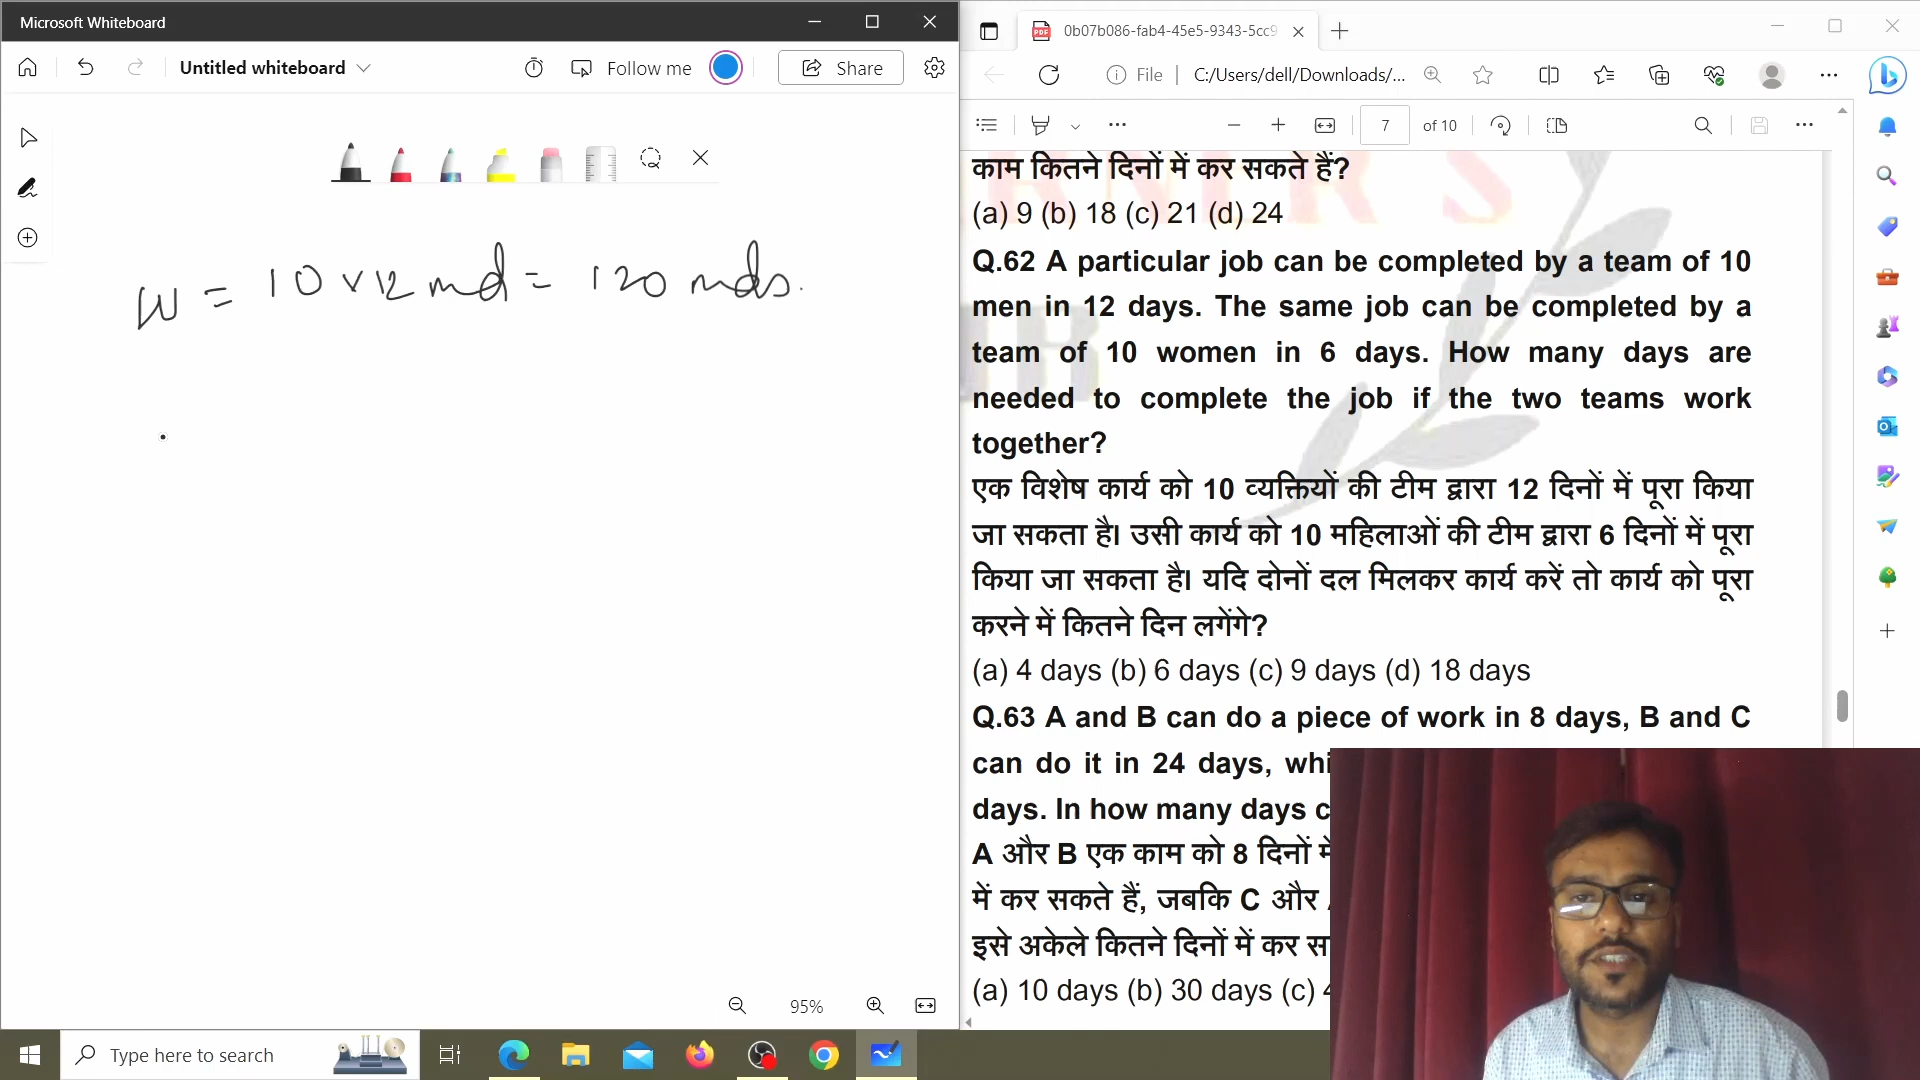 Microsoft Whiteboard
Untitled whiteboard
Follow me
Share
W = 10 × 12 md = 120 mds.
95%
Type here to search
0b07b086-fab4-45e5-9343-5cc9
File
C:/Users/dell/Downloads/...
7 of 10
काम कितने दिनों में कर सकते हैं?
(a) 9 (b) 18 (c) 21 (d) 24
Q.62 A particular job can be completed by a team of 10
men in 12 days. The same job can be completed by a
team of 10 women in 6 days. How many days are
needed to complete the job if the two teams work
together?
एक विशेष कार्य को 10 व्यक्तियों की टीम द्वारा 12 दिनों में पूरा किया
जा सकता है। उसी कार्य को 10 महिलाओं की टीम द्वारा 6 दिनों में पूरा
किया जा सकता है। यदि दोनों दल मिलकर कार्य करें तो कार्य को पूरा
करने में कितने दिन लगेंगे?
(a) 4 days (b) 6 days (c) 9 days (d) 18 days
Q.63 A and B can do a piece of work in 8 days, B and C
can do it in 24 days, whi
days. In how many days c
A और B एक काम को 8 दिनों में
में कर सकते हैं, जबकि C और
इसे अकेले कितने दिनों में कर स
(a) 10 days (b) 30 days (c) 4